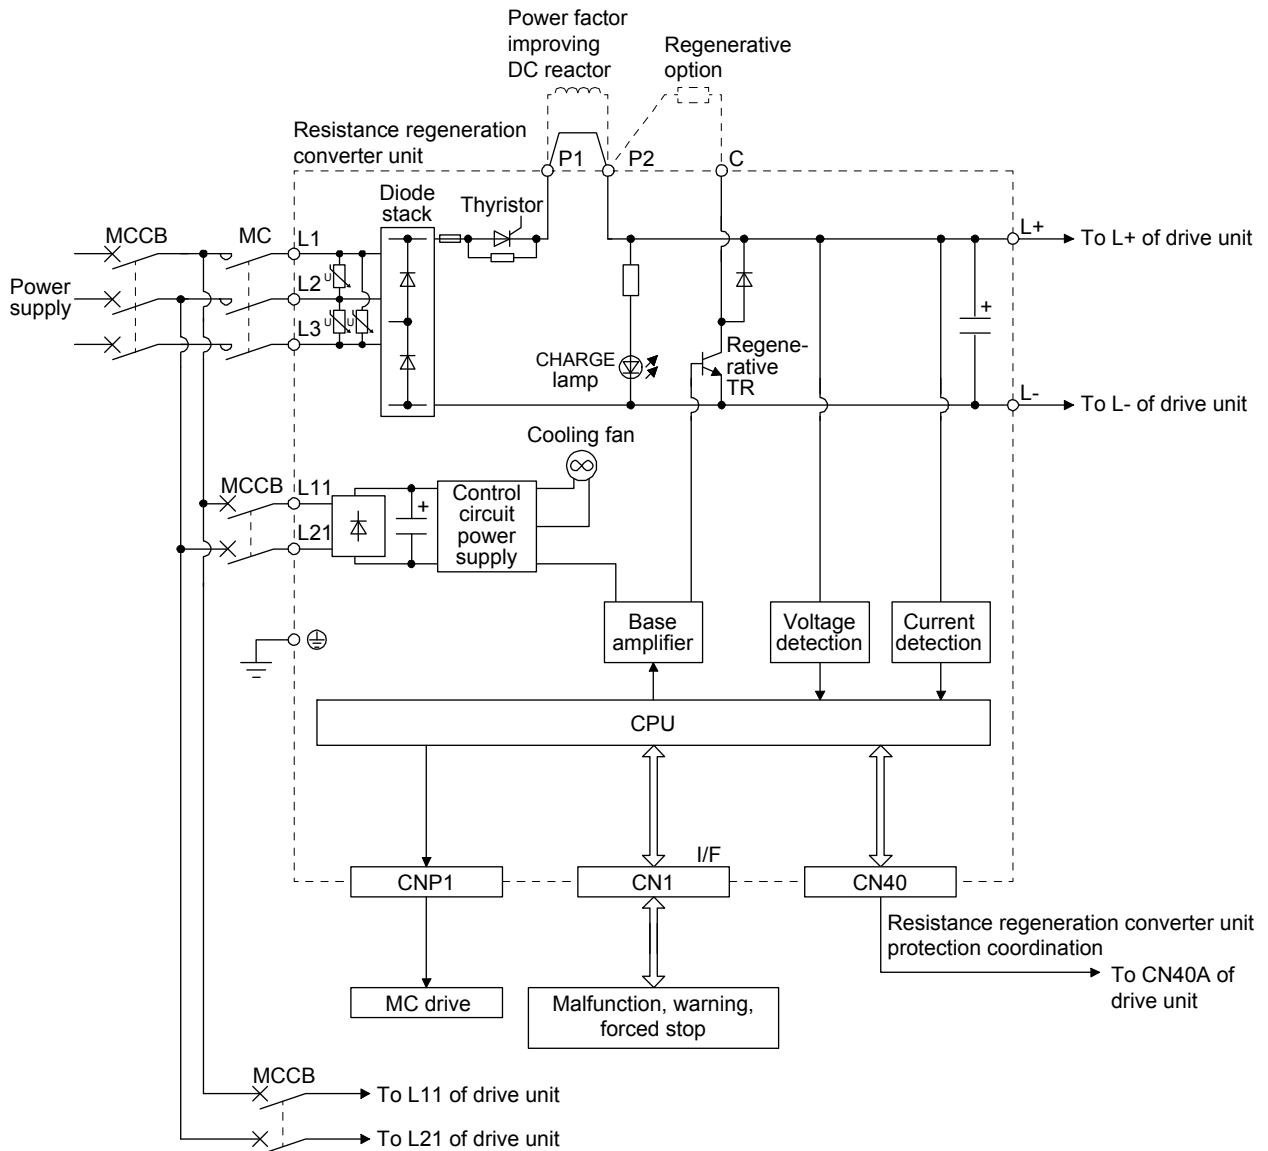 Power factor
improving
DC reactor
Regenerative
option
Resistance regeneration
converter unit
P1
P2
C
Diode
stack
Thyristor
MCCB
MC
L1
L+
To L+ of drive unit
Power
supply
U
L2
+
L3
U
U
CHARGE
lamp
Regene-
rative
TR
L-
To L- of drive unit
Cooling fan
MCCB
L11
+
Control
circuit
power
supply
L21
Base
amplifier
Voltage
detection
Current
detection
CPU
I/F
CNP1
CN1
CN40
Resistance regeneration converter unit
protection coordination
To CN40A of
drive unit
MC drive
Malfunction, warning,
forced stop
MCCB
To L11 of drive unit
To L21 of drive unit